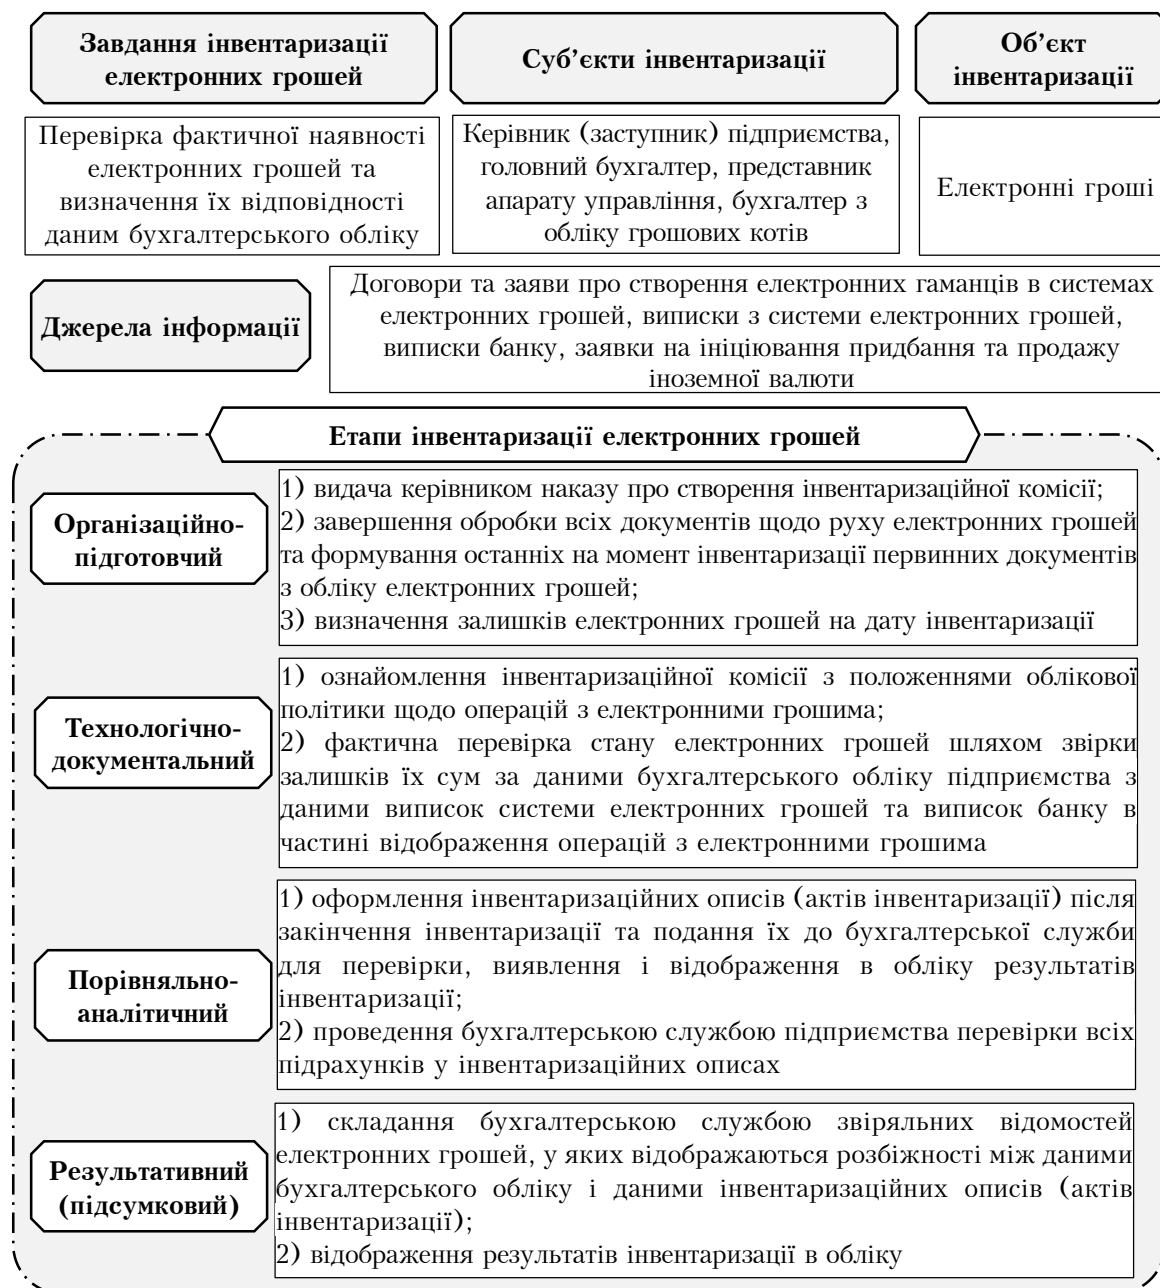 Завдання інвентаризації
електронних грошей
Суб’єкти інвентаризації
Об’єкт
інвентаризації
Перевірка фактичної наявності
електронних грошей та
визначення їх відповідності
даним бухгалтерського обліку
Керівник (заступник) підприємства,
головний бухгалтер, представник
апарату управління, бухгалтер з
обліку грошових котів
Електронні гроші
Джерела інформації
Договори та заяви про створення електронних гаманців в системах
електронних грошей, виписки з системи електронних грошей,
виписки банку, заявки на ініціювання придбання та продажу
іноземної валюти
Етапи інвентаризації електронних грошей
Організаційно-
підготовчий
1) видача керівником наказу про створення інвентаризаційної комісії;
2) завершення обробки всіх документів щодо руху електронних грошей
та формування останніх на момент інвентаризації первинних документів
з обліку електронних грошей;
3) визначення залишків електронних грошей на дату інвентаризації
Технологічно-
документальний
1) ознайомлення інвентаризаційної комісії з положеннями облікової
політики щодо операцій з електронними грошима;
2) фактична перевірка стану електронних грошей шляхом звірки
залишків їх сум за даними бухгалтерського обліку підприємства з
даними виписок системи електронних грошей та виписок банку в
частині відображення операцій з електронними грошима
Порівняльно-
аналітичний
1) оформлення інвентаризаційних описів (актів інвентаризації) після
закінчення інвентаризації та подання їх до бухгалтерської служби
для перевірки, виявлення і відображення в обліку результатів
інвентаризації;
2) проведення бухгалтерською службою підприємства перевірки всіх
підрахунків у інвентаризаційних описах
Результативний
(підсумковий)
1) складання бухгалтерською службою звіряльних відомостей
електронних грошей, у яких відображаються розбіжності між даними
бухгалтерського обліку і даними інвентаризаційних описів (актів
інвентаризації);
2) відображення результатів інвентаризації в обліку